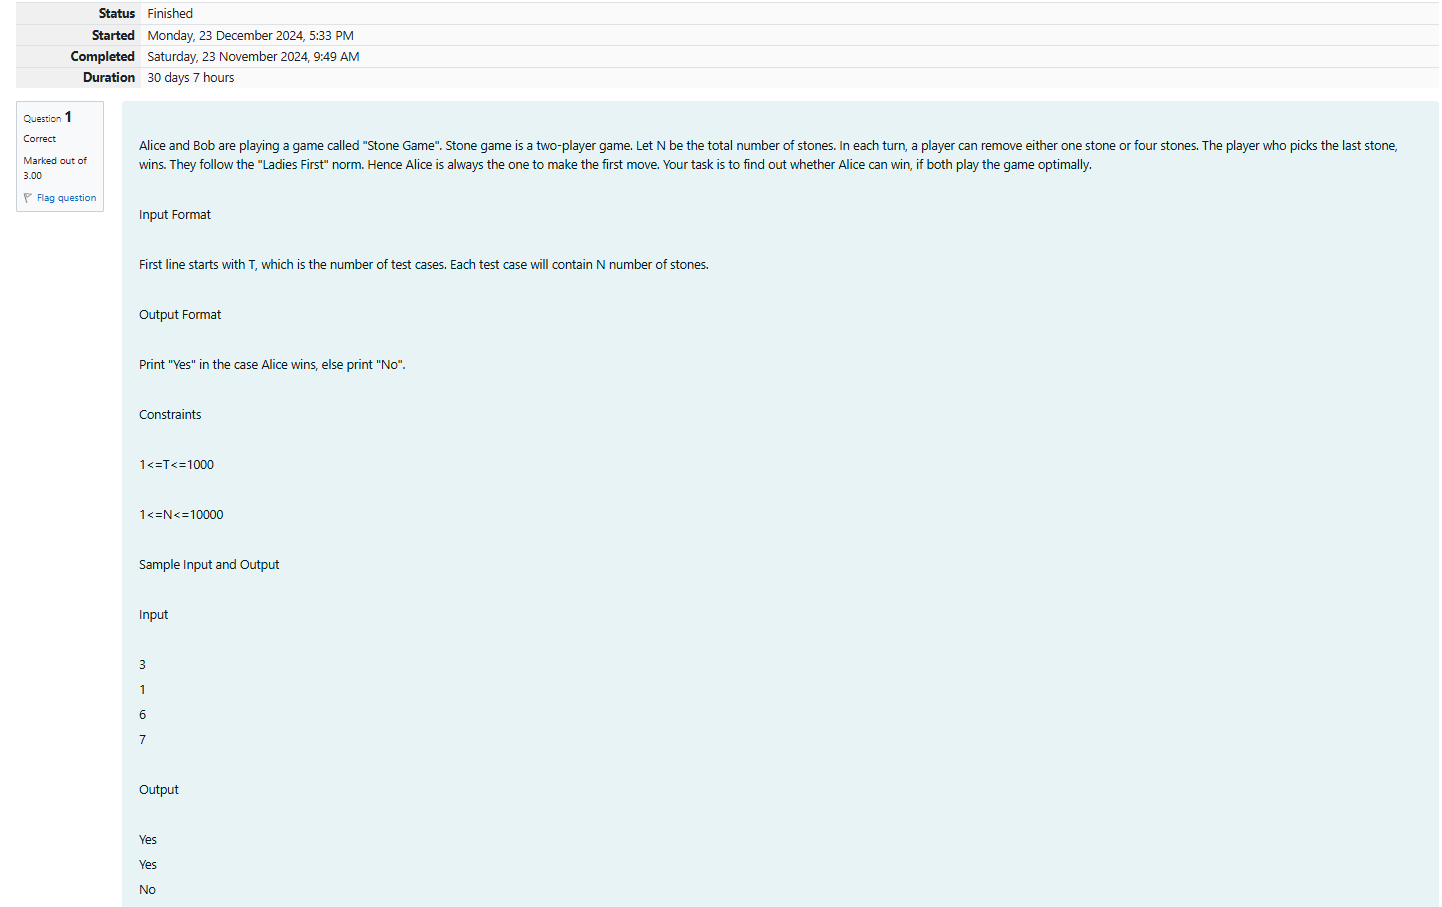 Status Finished
Started Monday, 23 December 2024, 5:33 PM
Completed Saturday, 23 November 2024, 9:49 AM
Duration 30 days 7 hours
Question 1
Correct
Marked out of
3.00
Flag question
Alice and Bob are playing a game called "Stone Game". Stone game is a two-player game. Let N be the total number of stones. In each turn, a player can remove either one stone or four stones. The player who picks the last stone,
wins. They follow the "Ladies First" norm. Hence Alice is always the one to make the first move. Your task is to find out whether Alice can win, if both play the game optimally.
Input Format
First line starts with T, which is the number of test cases. Each test case will contain N number of stones.
Output Format
Print "Yes" in the case Alice wins, else print "No".
Constraints
1<=T<=1000
1<=N<=10000
Sample Input and Output
Input
3
1
6
7
Output
Yes
Yes
No